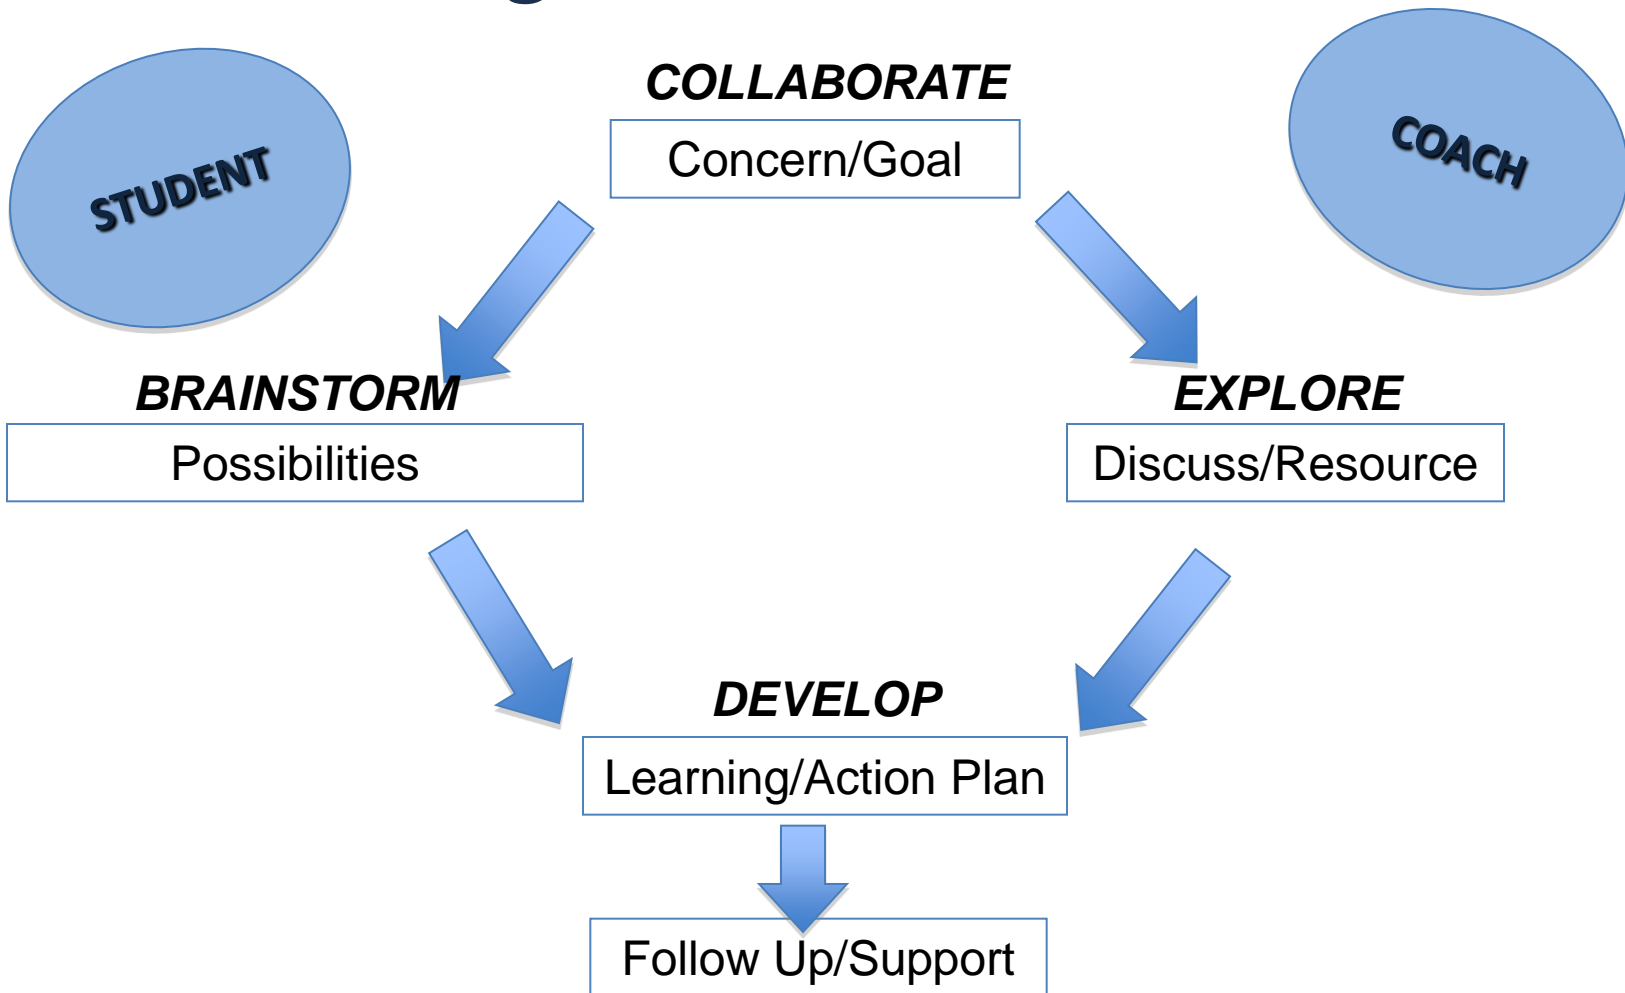 COLLABORATE
Concern/Goal
STUDENT
COACH
BRAINSTORM
Possibilities
EXPLORE
Discuss/Resource
DEVELOP
Learning/Action Plan
Follow Up/Support